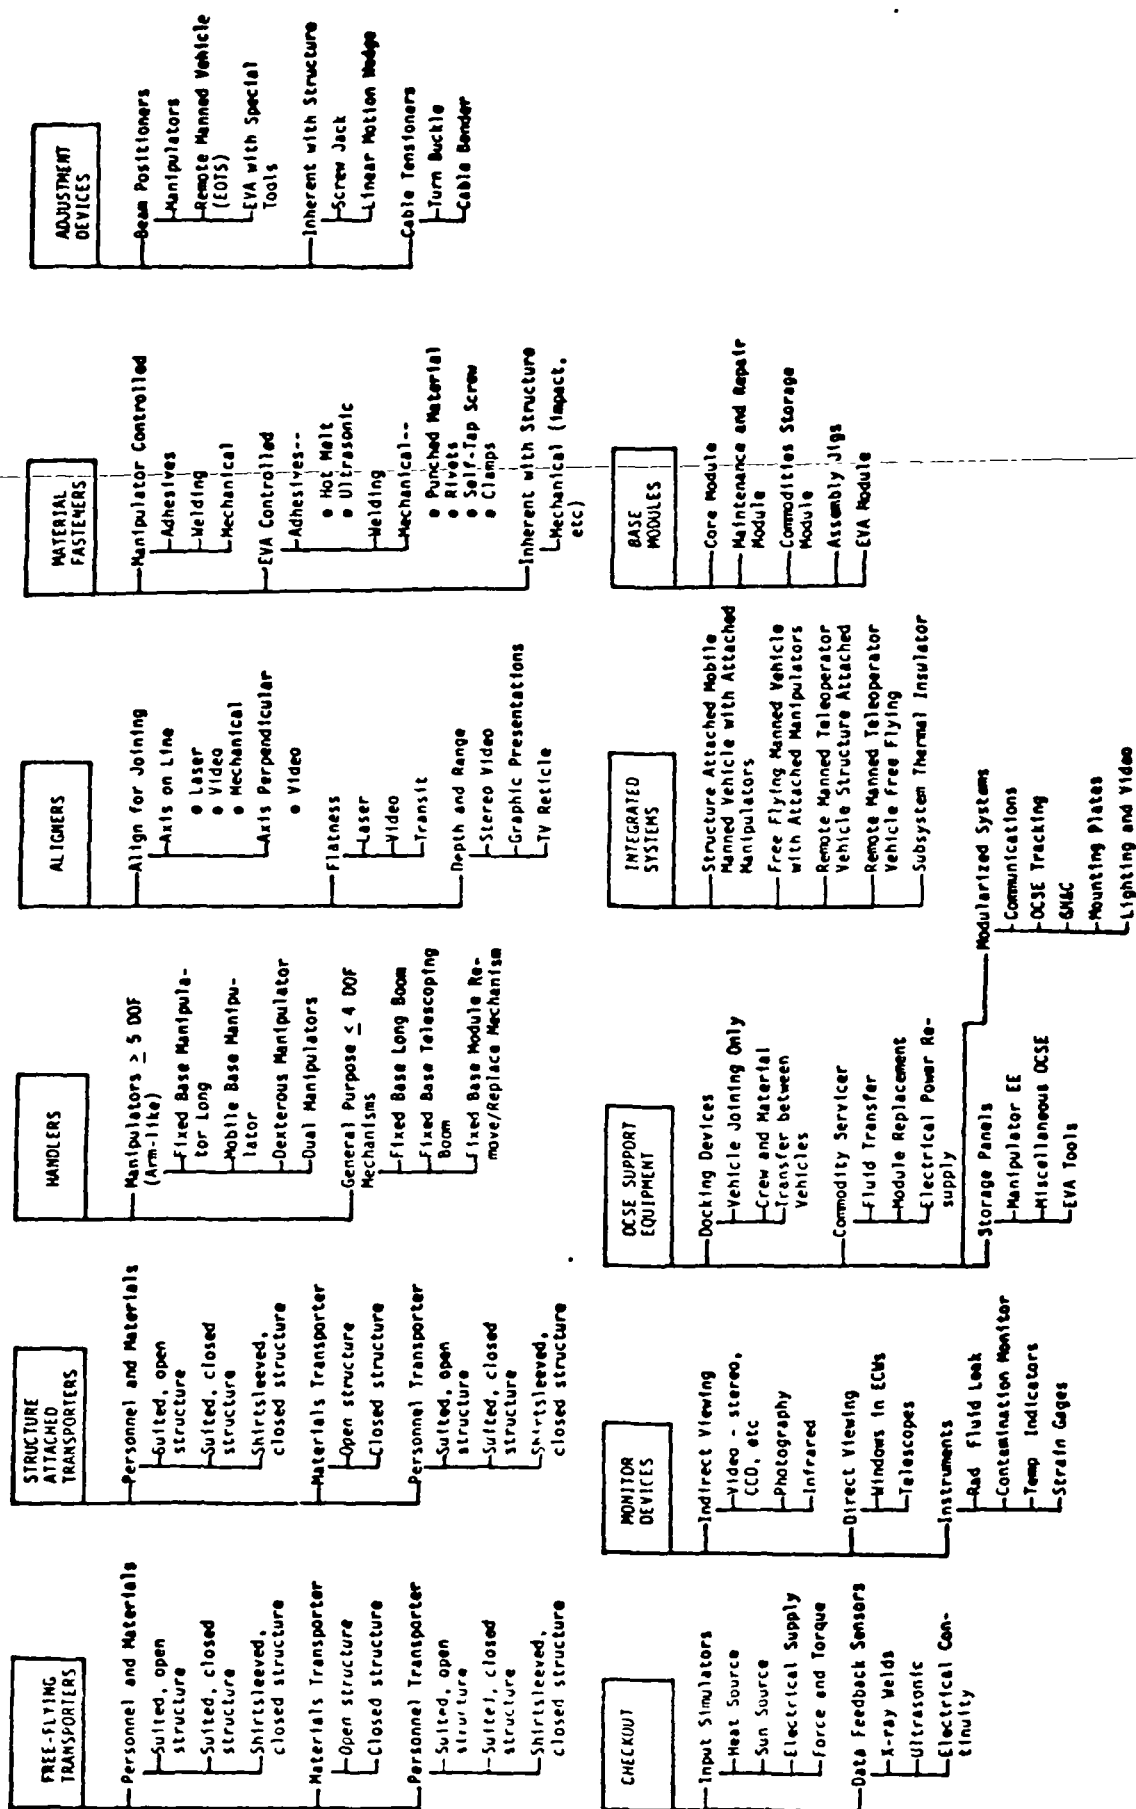 FREE-FLYING
TRANSPORTERS
Personnel and Materials
Suited, open
structure
Suited, closed
structure
Shirtsleeved,
closed structure
Materials Transporter
Open structure
Closed structure
Personnel Transporter
Suited, open
structure
Suited, closed
structure
Shirtsleeved,
closed structure
STRUCTURE
ATTACHED
TRANSPORTERS
Personnel and Materials
Suited, open
structure
Suited, closed
structure
Shirtsleeved,
closed structure
Materials Transporter
Open structure
Closed structure
Personnel Transporter
Suited, open
structure
Suited, closed
structure
Shirtsleeved,
closed structure
HANDLERS
Manipulators ≥ 5 DOF
(Arm-like)
Fixed Base Manipula-
tor Long
Mobile Base Manipu-
lator
Dexterous Manipulator
Dual Manipulators
General Purpose ≤ 4 DOF
Mechanisms
Fixed Base Long Boom
Fixed Base Telescoping
Boom
Fixed Base Module Re-
move/Replace Mechanism
ALIGNERS
Align for Joining
Axis on Line
• Laser
• Video
• Mechanical
Axis Perpendicular
• Video
Flatness
Laser
Video
Transit
Depth and Range
Stereo Video
Graphic Presentations
TV Reticle
MATERIAL
FASTENERS
Manipulator Controlled
Adhesives
Welding
Mechanical
EVA Controlled
Adhesives--
• Hot Melt
• Ultrasonic
Welding
Mechanical--
• Punched Material
• Rivets
• Self-Tap Screw
• Clamps
Inherent with Structure
Mechanical (impact,
etc)
ADJUSTMENT
DEVICES
Beam Positioners
Manipulators
Remote Manned Vehicle
(EOTS)
EVA with Special
Tools
Inherent with Structure
Screw Jack
Linear Motion Wedge
Cable Tensioners
Turn Buckle
Cable Bender
CHECKOUT
Input Simulators
Heat Source
Sun Source
Electrical Supply
Force and Torque
Data Feedback Sensors
X-ray Welds
Ultrasonic
Electrical Con-
tinuity
MONITOR
DEVICES
Indirect Viewing
Video - stereo,
CCD, etc
Photography
Infrared
Direct Viewing
Windows in ECWs
Telescopes
Instruments
Rad Fluid Leak
Contamination Monitor
Temp Indicators
Strain Gages
OCSE SUPPORT
EQUIPMENT
Docking Devices
Vehicle Joining Only
Crew and Material
Transfer between
Vehicles
Commodity Servicer
Fluid Transfer
Module Replacement
Electrical Power Re-
supply
Storage Panels
Manipulator EE
Miscellaneous OCSE
EVA Tools
Modularized Systems
Communications
OCSE Tracking
GN&C
Mounting Plates
Lighting and Video
INTEGRATED
SYSTEMS
Structure Attached Mobile
Manned Vehicle with Attached
Manipulators
Free Flying Manned Vehicle
with Attached Manipulators
Remote Manned Teleoperator
Vehicle Structure Attached
Remote Manned Teleoperator
Vehicle Free Flying
Subsystem Thermal Insulator
BASE
MODULES
Core Module
Maintenance and Repair
Module
Commodities Storage
Module
Assembly Jigs
EVA Module